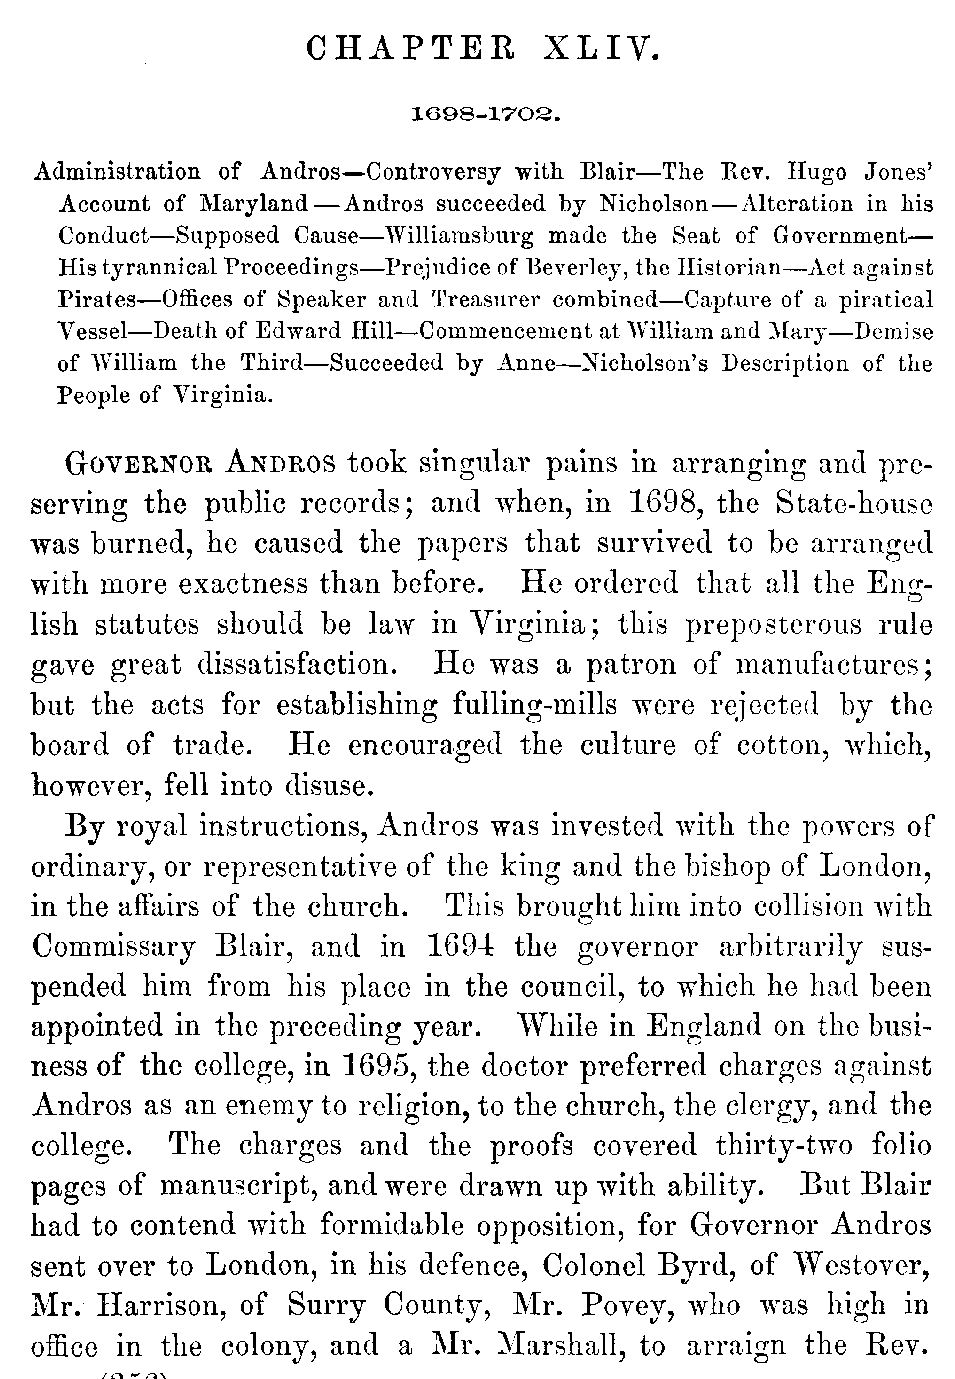 CHAPTER XLIV.
1698-1702.
Administration of Andros—Controversy with Blair—The Rev. Hugo Jones'
Account of Maryland—Andros succeeded by Nicholson—Alteration in his
Conduct—Supposed Cause—Williamsburg made the Seat of Government—
His tyrannical Proceedings—Prejudice of Beverley, the Historian—Act against
Pirates—Offices of Speaker and Treasurer combined—Capture of a piratical
Vessel—Death of Edward Hill—Commencement at William and Mary—Demise
of William the Third—Succeeded by Anne—Nicholson's Description of the
People of Virginia.
GOVERNOR ANDROS took singular pains in arranging and pre-
serving the public records; and when, in 1698, the State-house
was burned, he caused the papers that survived to be arranged
with more exactness than before. He ordered that all the Eng-
lish statutes should be law in Virginia; this preposterous rule
gave great dissatisfaction. He was a patron of manufactures;
but the acts for establishing fulling-mills were rejected by the
board of trade. He encouraged the culture of cotton, which,
however, fell into disuse.
By royal instructions, Andros was invested with the powers of
ordinary, or representative of the king and the bishop of London,
in the affairs of the church. This brought him into collision with
Commissary Blair, and in 1694 the governor arbitrarily sus-
pended him from his place in the council, to which he had been
appointed in the preceding year. While in England on the busi-
ness of the college, in 1695, the doctor preferred charges against
Andros as an enemy to religion, to the church, the clergy, and the
college. The charges and the proofs covered thirty-two folio
pages of manuscript, and were drawn up with ability. But Blair
had to contend with formidable opposition, for Governor Andros
sent over to London, in his defence, Colonel Byrd, of Westover,
Mr. Harrison, of Surry County, Mr. Povey, who was high in
office in the colony, and a Mr. Marshall, to arraign the Rev.